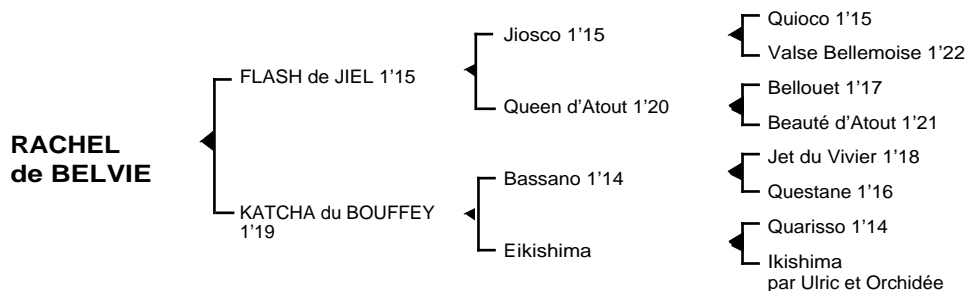 RACHEL
de BELVIE
FLASH de JIEL 1’15
KATCHA du BOUFFEY
1’19
Jiosco 1’15
Queen d’Atout 1’20
Bassano 1’14
Eikishima
Quioco 1’15
Valse Bellemoise 1’22
Bellouet 1’17
Beauté d’Atout 1’21
Jet du Vivier 1’18
Questane 1’16
Quarisso 1’14
Ikishima
par Ulric et Orchidée